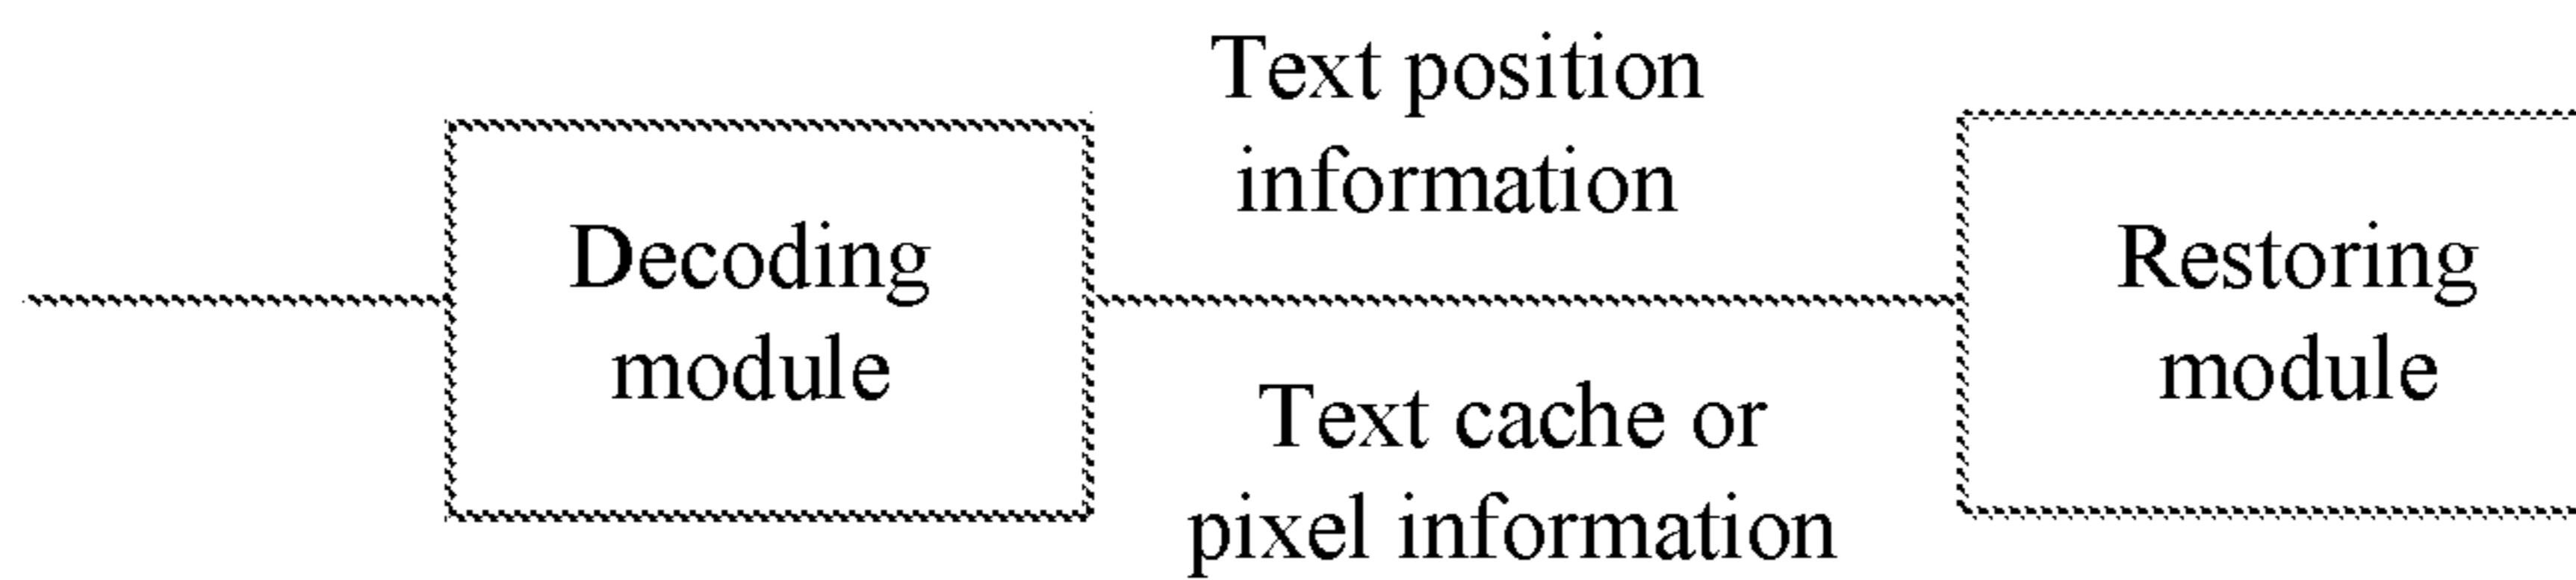 Decoding
module
Text position
information
Text cache or
pixel information
Restoring
module